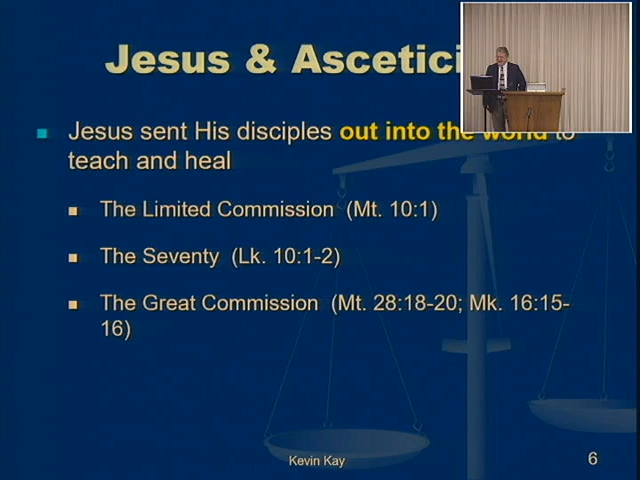 Jesus & Ascetici
■ Jesus sent His disciples out into the world to
teach and heal
■ The Limited Commission (Mt. 10:1)
■ The Seventy (Lk. 10:1-2)
■ The Great Commission (Mt. 28:18-20; Mk. 16:15-
16)
Kevin Kay
6